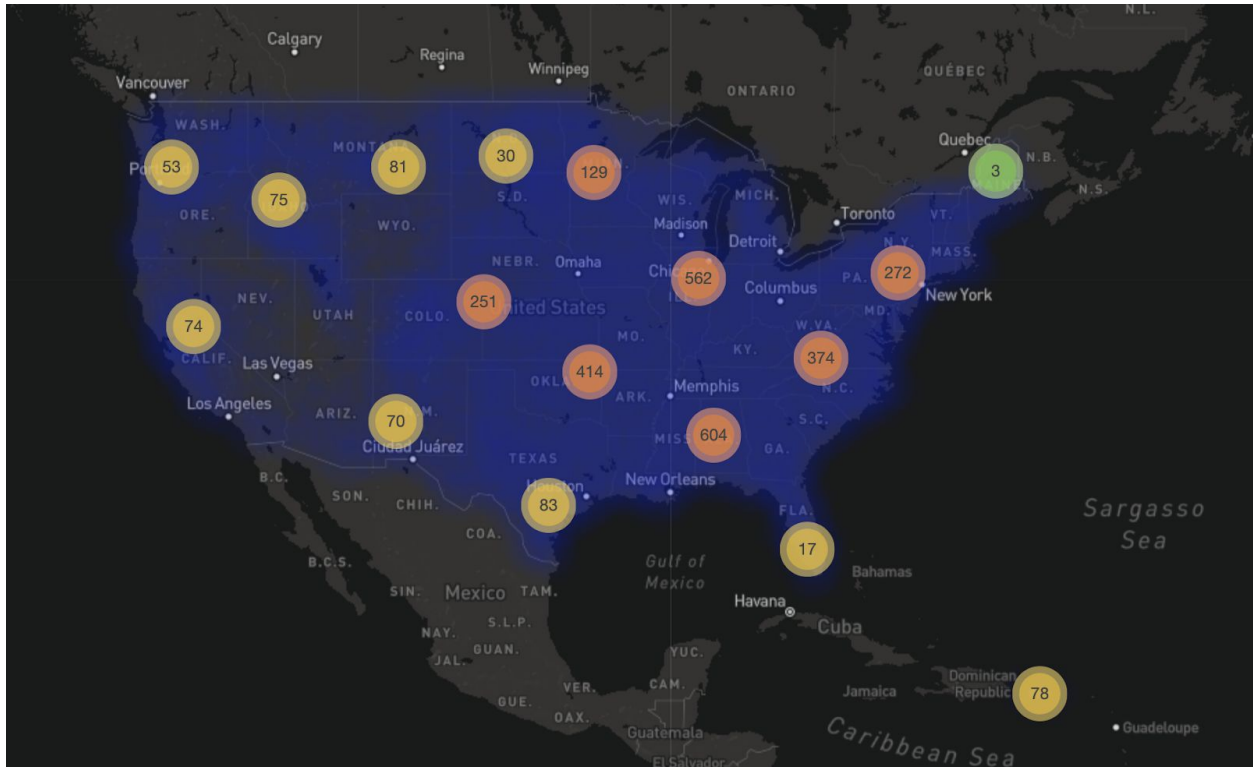 N.L.
Calgary
Regina
Winnipeg
QUÉBEC
Vancouver
ONTARIO
WASH.
Quebec
N.B.
MONTANA
53
81
30
129
3
MAINE
N.S.
75
S.D.
WIS.
MICH.
ORE.
WYO.
Toronto
VT.
Madison
Detroit
N.Y.
MASS.
NEBR.
Omaha
562
272
PA.
Columbus
New York
NEV.
251
United States
ILL.
MD.
UTAH
COLO.
74
W.VA.
CALIF.
MO.
KY.
374
Las Vegas
414
N.C.
OKLA.
Memphis
ARK.
Los Angeles
ARIZ.
70
N.M.
S.C.
MISS.
604
GA.
Ciudad Juárez
TEXAS
B.C.
SON.
CHIH.
Houston
83
New Orleans
FLA.
Sargasso
Sea
COA.
17
B.C.S.
Gulf of
Mexico
Bahamas
SIN.
Mexico
TAM.
Havana
Cuba
S.L.P.
NAY.
GUAN.
JAL.
YUC.
Dominican
Republic
78
VER.
CAM.
Jamaica
GUE.
OAX.
Guadeloupe
Guatemala
Caribbean Sea
El Salvador